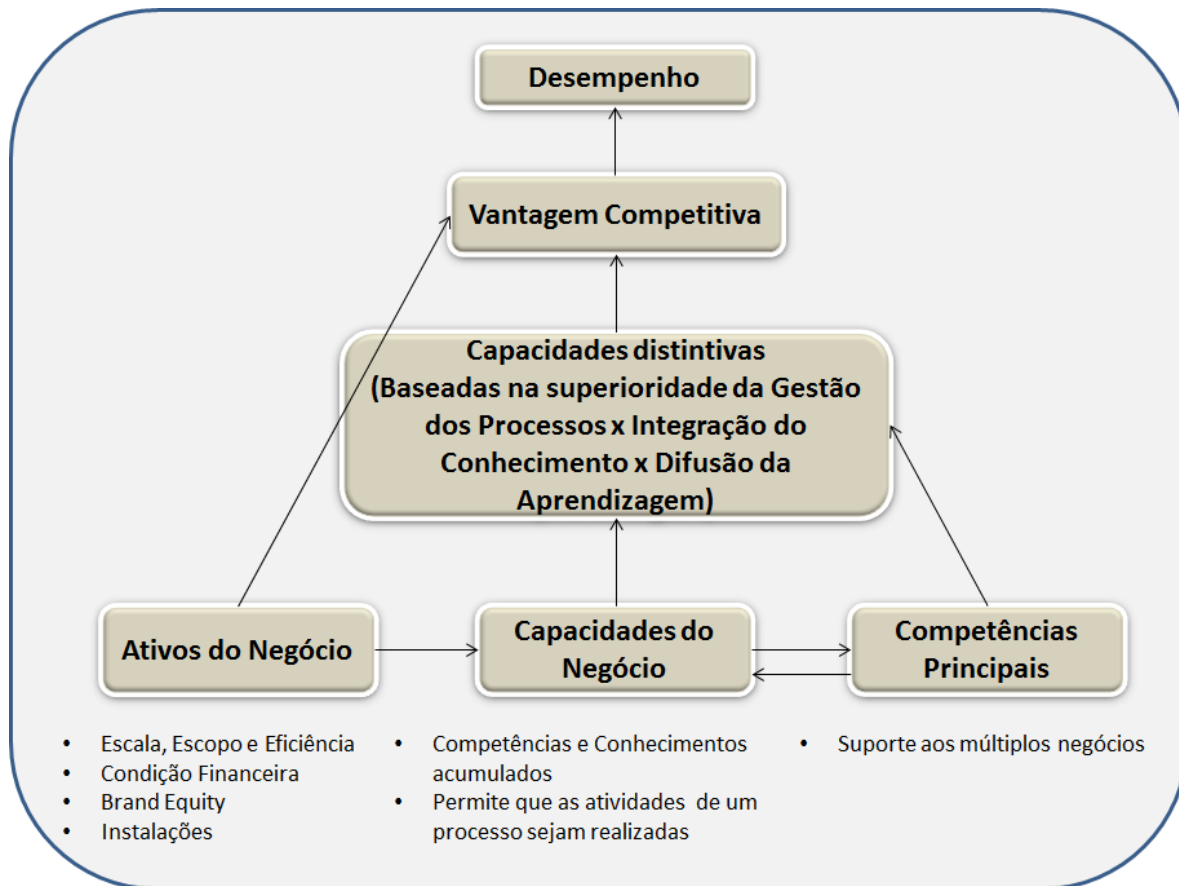 Desempenho
Vantagem Competitiva
Capacidades distintivas
(Baseadas na superioridade da Gestão
dos Processos x Integração do
Conhecimento x Difusão da
Aprendizagem)
Ativos do Negócio
Capacidades do
Negócio
Competências
Principais
• Escala, Escopo e Eficiência
• Condição Financeira
• Brand Equity
• Instalações
• Competências e Conhecimentos
acumulados
• Permite que as atividades de um
processo sejam realizadas
• Suporte aos múltiplos negócios